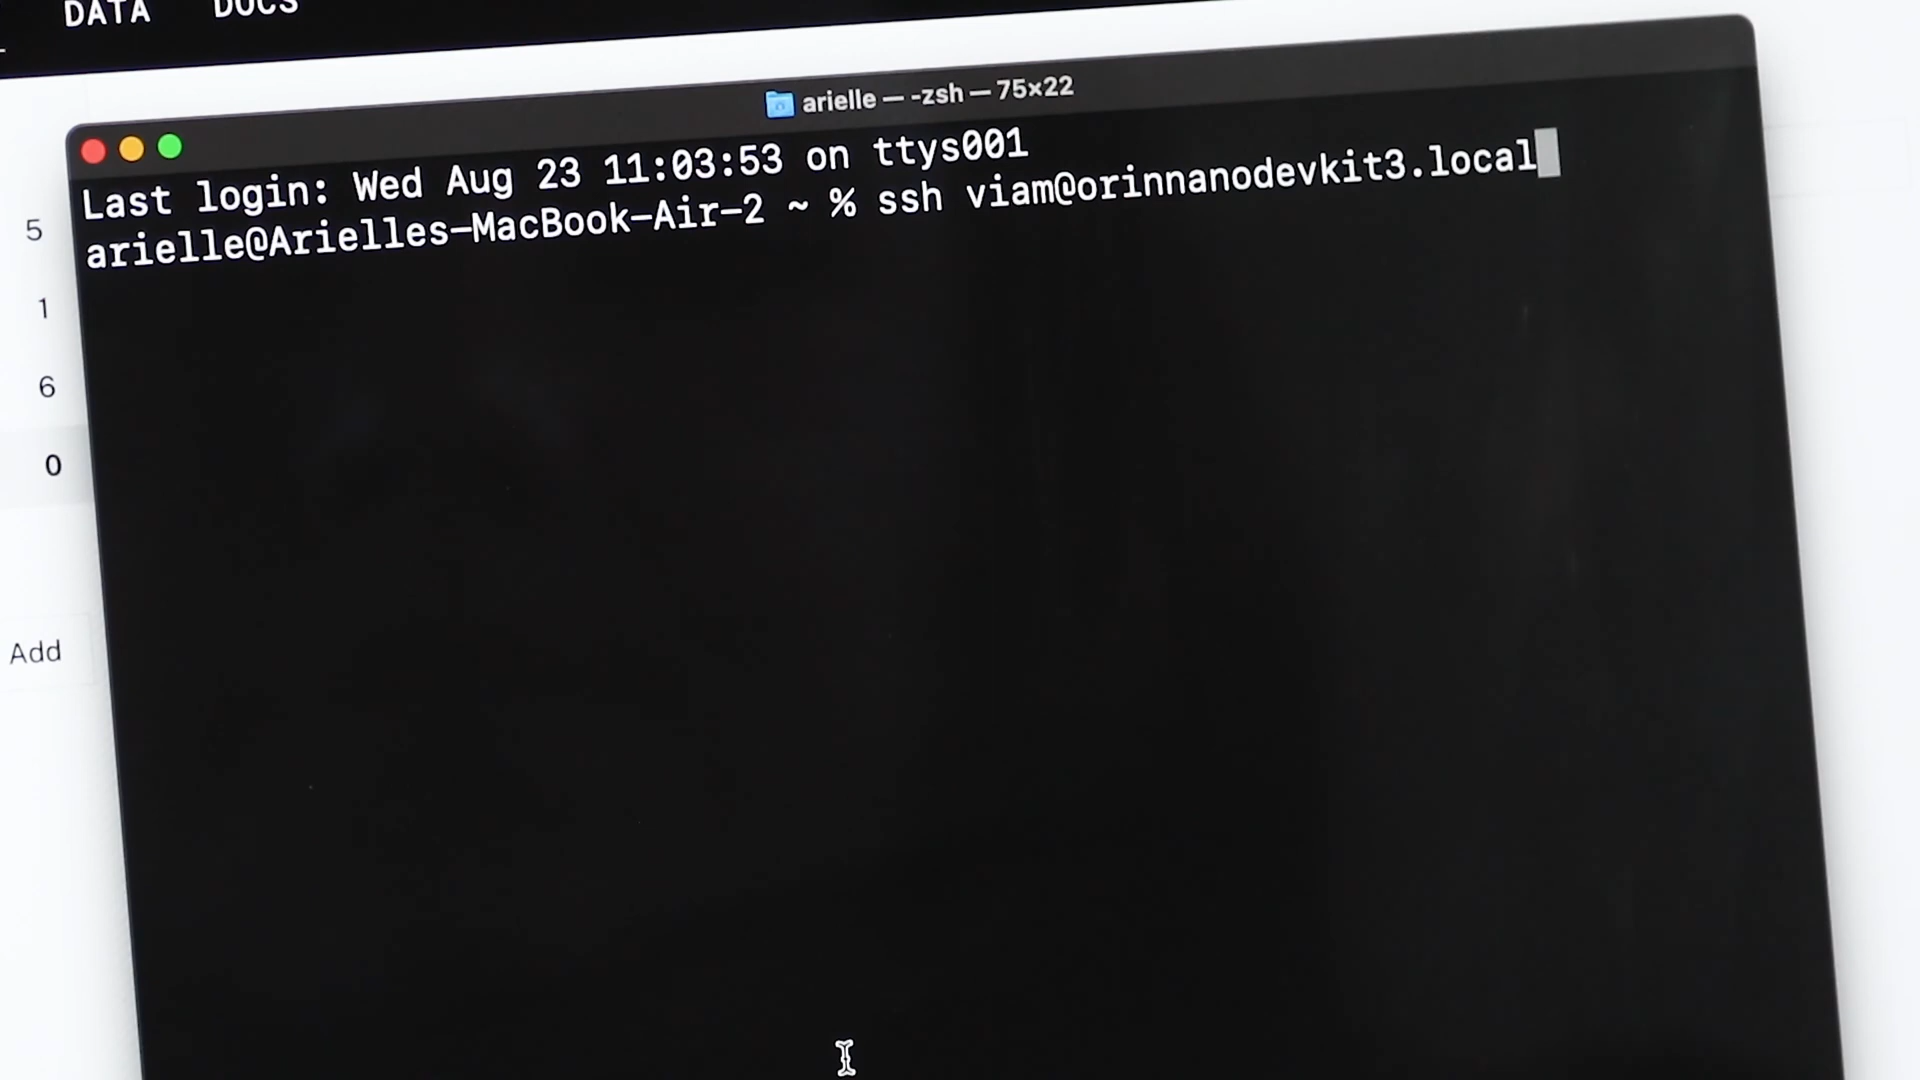 DATA DOCS
arielle — -zsh — 75×22
Last login: Wed Aug 23 11:03:53 on ttys001
arielle@Arielles-MacBook-Air-2 ~ % ssh viam@orinnanodevkit3.local
5
1
6
0
Add